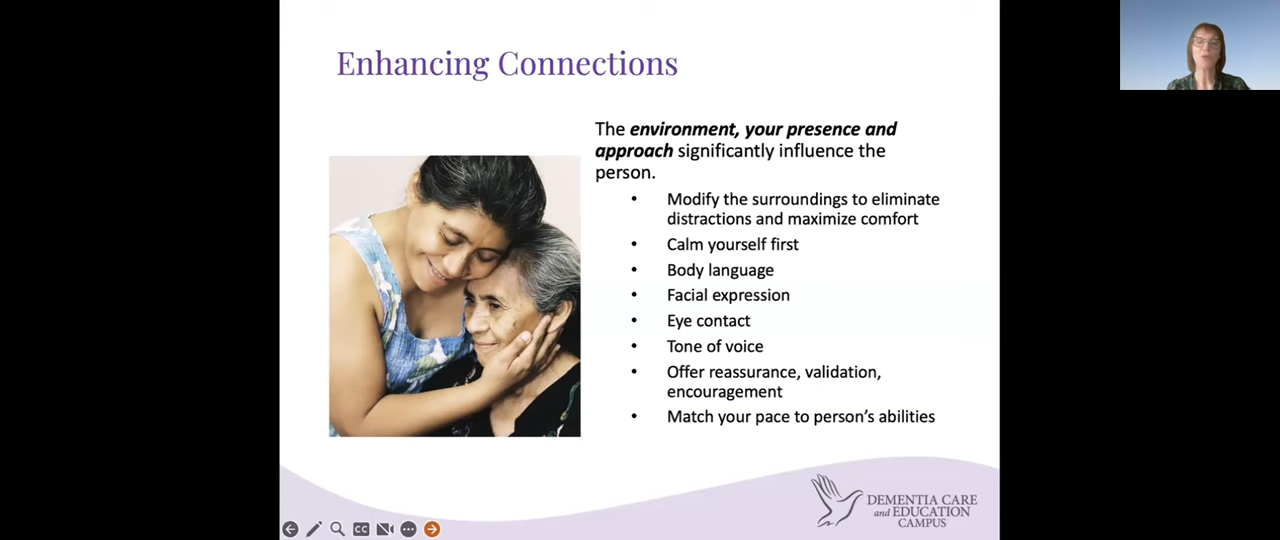 Enhancing Connections
The environment, your presence and
approach significantly influence the
person.
• Modify the surroundings to eliminate
distractions and maximize comfort
• Calm yourself first
• Body language
• Facial expression
• Eye contact
• Tone of voice
• Offer reassurance, validation,
encouragement
• Match your pace to person's abilities
DEMENTIA CARE
and EDUCATION
CAMPUS
CC